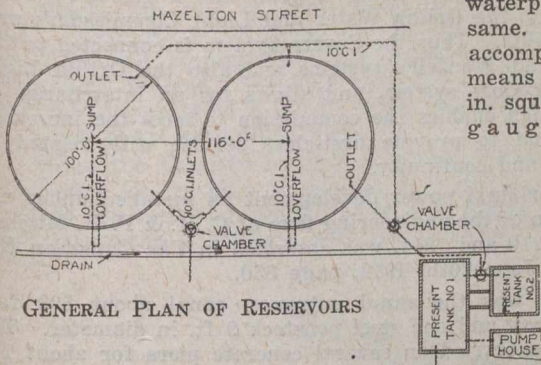 HAZELTON STREET
waterp
same.
accomp
means
in. squ
gaug
10"C I
OUTLET
SUMP
SUMP
100'-0"
116'-0"
10"C.I. INLETS
OUTLET
10"C I
OVERFLOW
10"C I
OVERFLOW
VALVE
CHAMBER
VALVE
CHAMBER
DRAIN
GENERAL PLAN OF RESERVOIRS
PRESENT
TANK NO.1
PRESENT
TANK
NO.2
PUMP
HOUSE